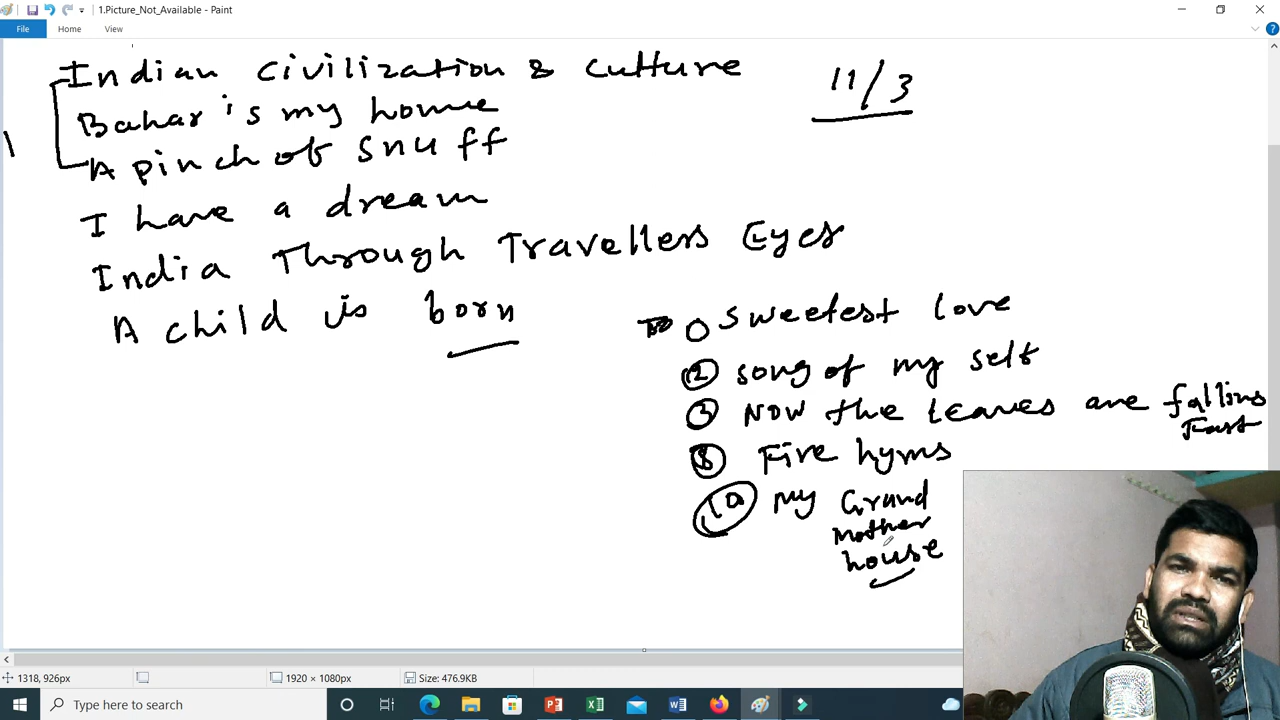 1.Picture_Not_Available - Paint
File Home View
Indian civilization & culture
11/3
Bahar is my home
A pinch of snuff
I have a dream
India Through Travellers Eyes
A child is born
sweetest love
② song of my self
③ NOW the leaves are falling
Fast
Fire hyms
⑩ my Grand
mother
house
1318, 926px
1920 × 1080px
Size: 476.9KB
Type here to search